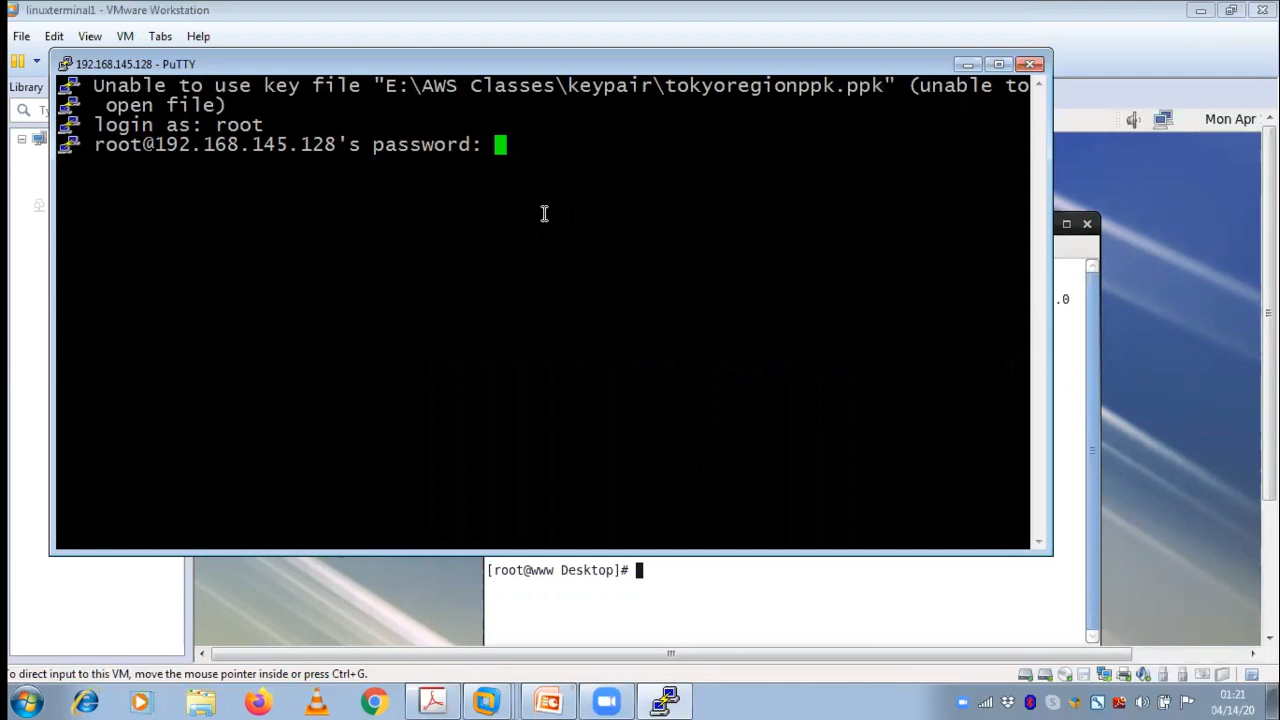 linuxterminal1 - VMware Workstation
File Edit View VM Tabs Help
192.168.145.128 - PuTTY
Library
Ty
Unable to use key file "E:\AWS Classes\keypair\tokyoregionppk.ppk" (unable to
open file)
login as: root
root@192.168.145.128's password:
Mon Apr
.0
[root@www Desktop]#
o direct input to this VM, move the mouse pointer inside or press Ctrl+G.
01:21
04/14/20